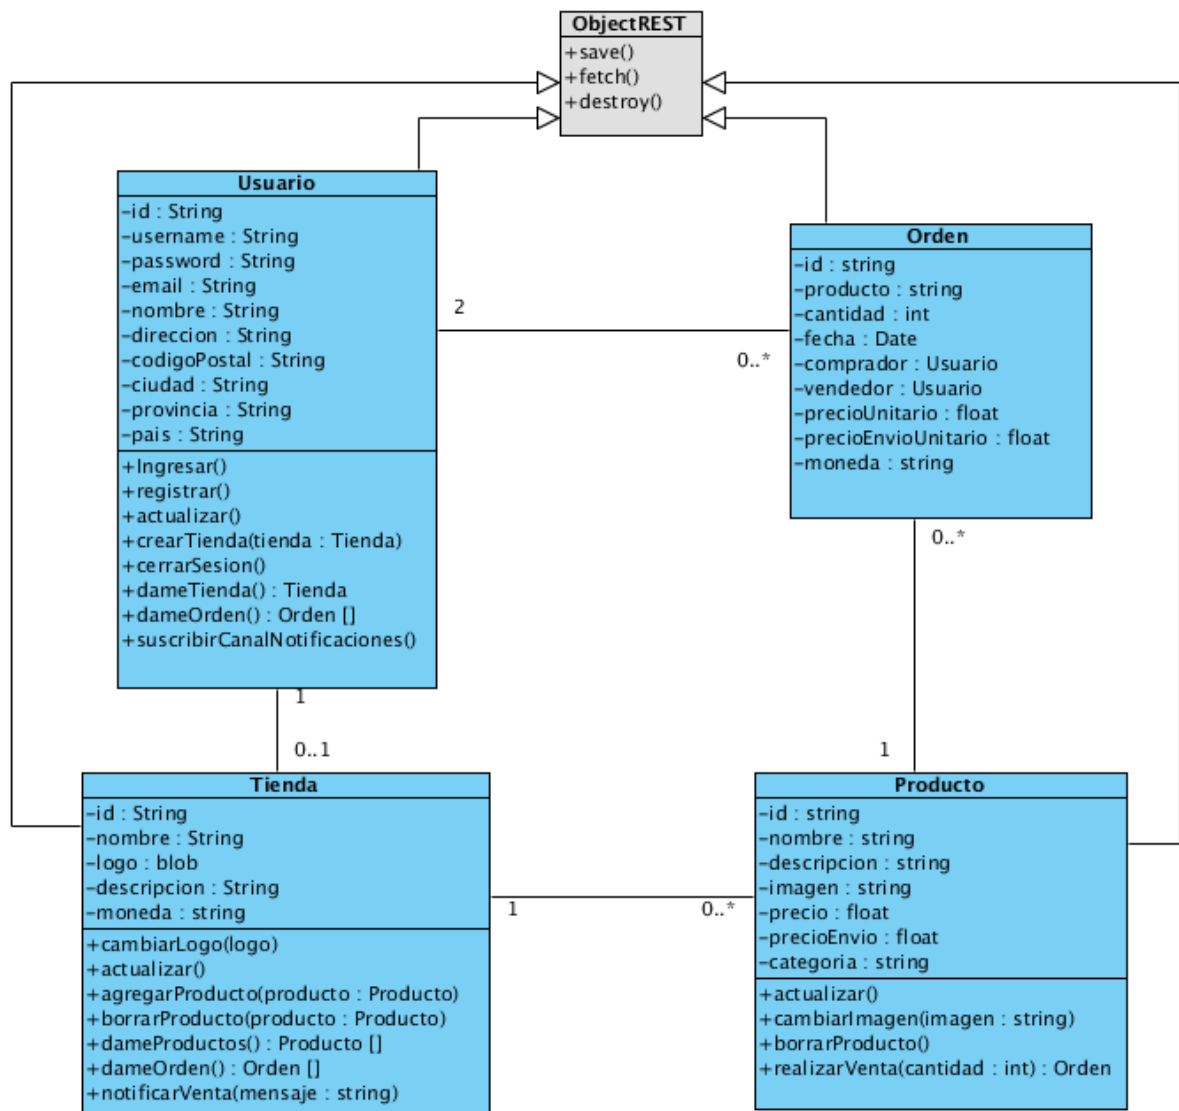 ObjectREST
+save()
+fetch()
+destroy()
Usuario
-id : String
-username : String
-password : String
-email : String
-nombre : String
-direccion : String
-codigoPostal : String
-ciudad : String
-provincia : String
-pais : String
+Ingresar()
+registrar()
+actualizar()
+crearTienda(tienda : Tienda)
+cerrarSesion()
+dameTienda() : Tienda
+dameOrden() : Orden []
+suscribirCanalNotificaciones()
2
0..*
Orden
-id : string
-producto : string
-cantidad : int
-fecha : Date
-comprador : Usuario
-vendedor : Usuario
-precioUnitario : float
-precioEnvioUnitario : float
-moneda : string
0..*
1
1
0..1
Tienda
-id : String
-nombre : String
-logo : blob
-descripcion : String
-moneda : string
+cambiarLogo(logo)
+actualizar()
+agregarProducto(producto : Producto)
+borrarProducto(producto : Producto)
+dameProductos() : Producto []
+dameOrden() : Orden []
+notificarVenta(mensaje : string)
1
0..*
Producto
-id : string
-nombre : string
-descripcion : string
-imagen : string
-precio : float
-precioEnvio : float
-categoria : string
+actualizar()
+cambiarImagen(imagen : string)
+borrarProducto()
+realizarVenta(cantidad : int) : Orden